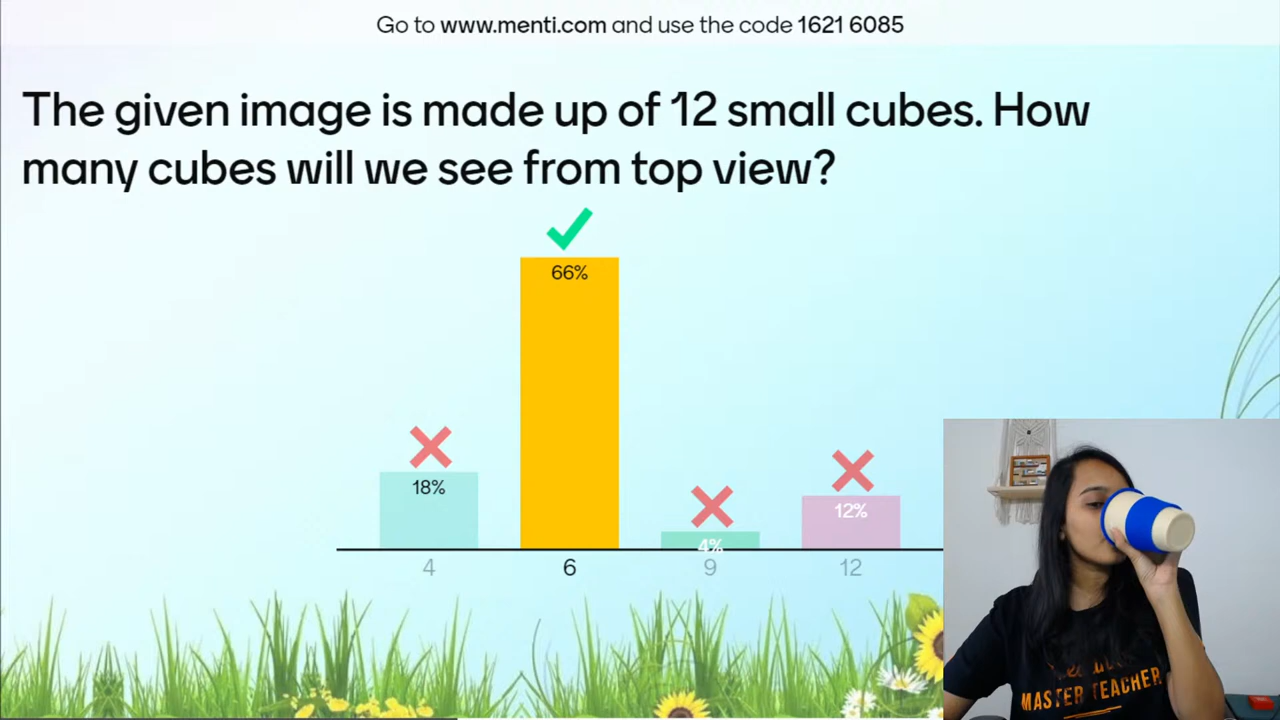 Go to www.menti.com and use the code 1621 6085
The given image is made up of 12 small cubes. How
many cubes will we see from top view?
66%
18%
12%
4%
4
6
9
12
MASTER TEACHER